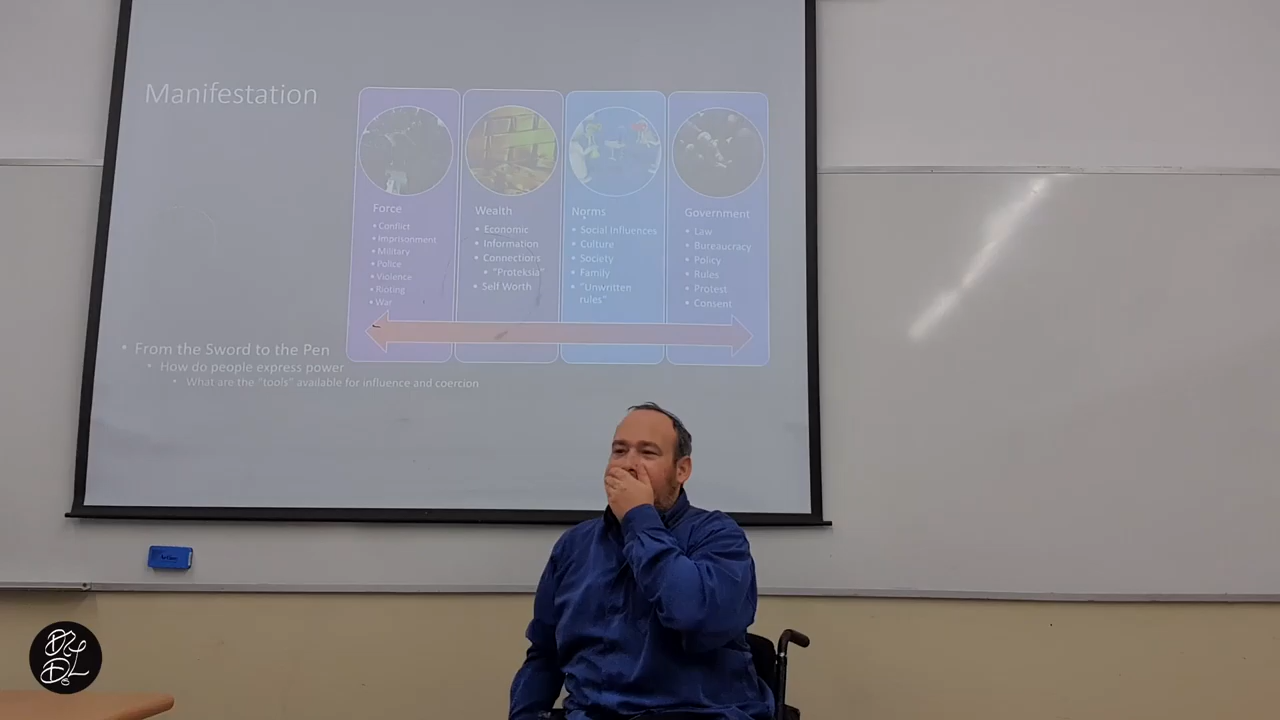 Manifestation
Force
• Conflict
• Imprisonment
• Military
• Police
• Violence
• Rioting
• War
Wealth
• Economic
• Information
• Connections
• "Proteksia"
• Self Worth
Norms
• Social Influences
• Culture
• Society
• Family
• "Unwritten
rules"
Government
• Law
• Bureaucracy
• Policy
• Rules
• Protest
• Consent
• From the Sword to the Pen
• How do people express power
• What are the "tools" available for influence and coercion